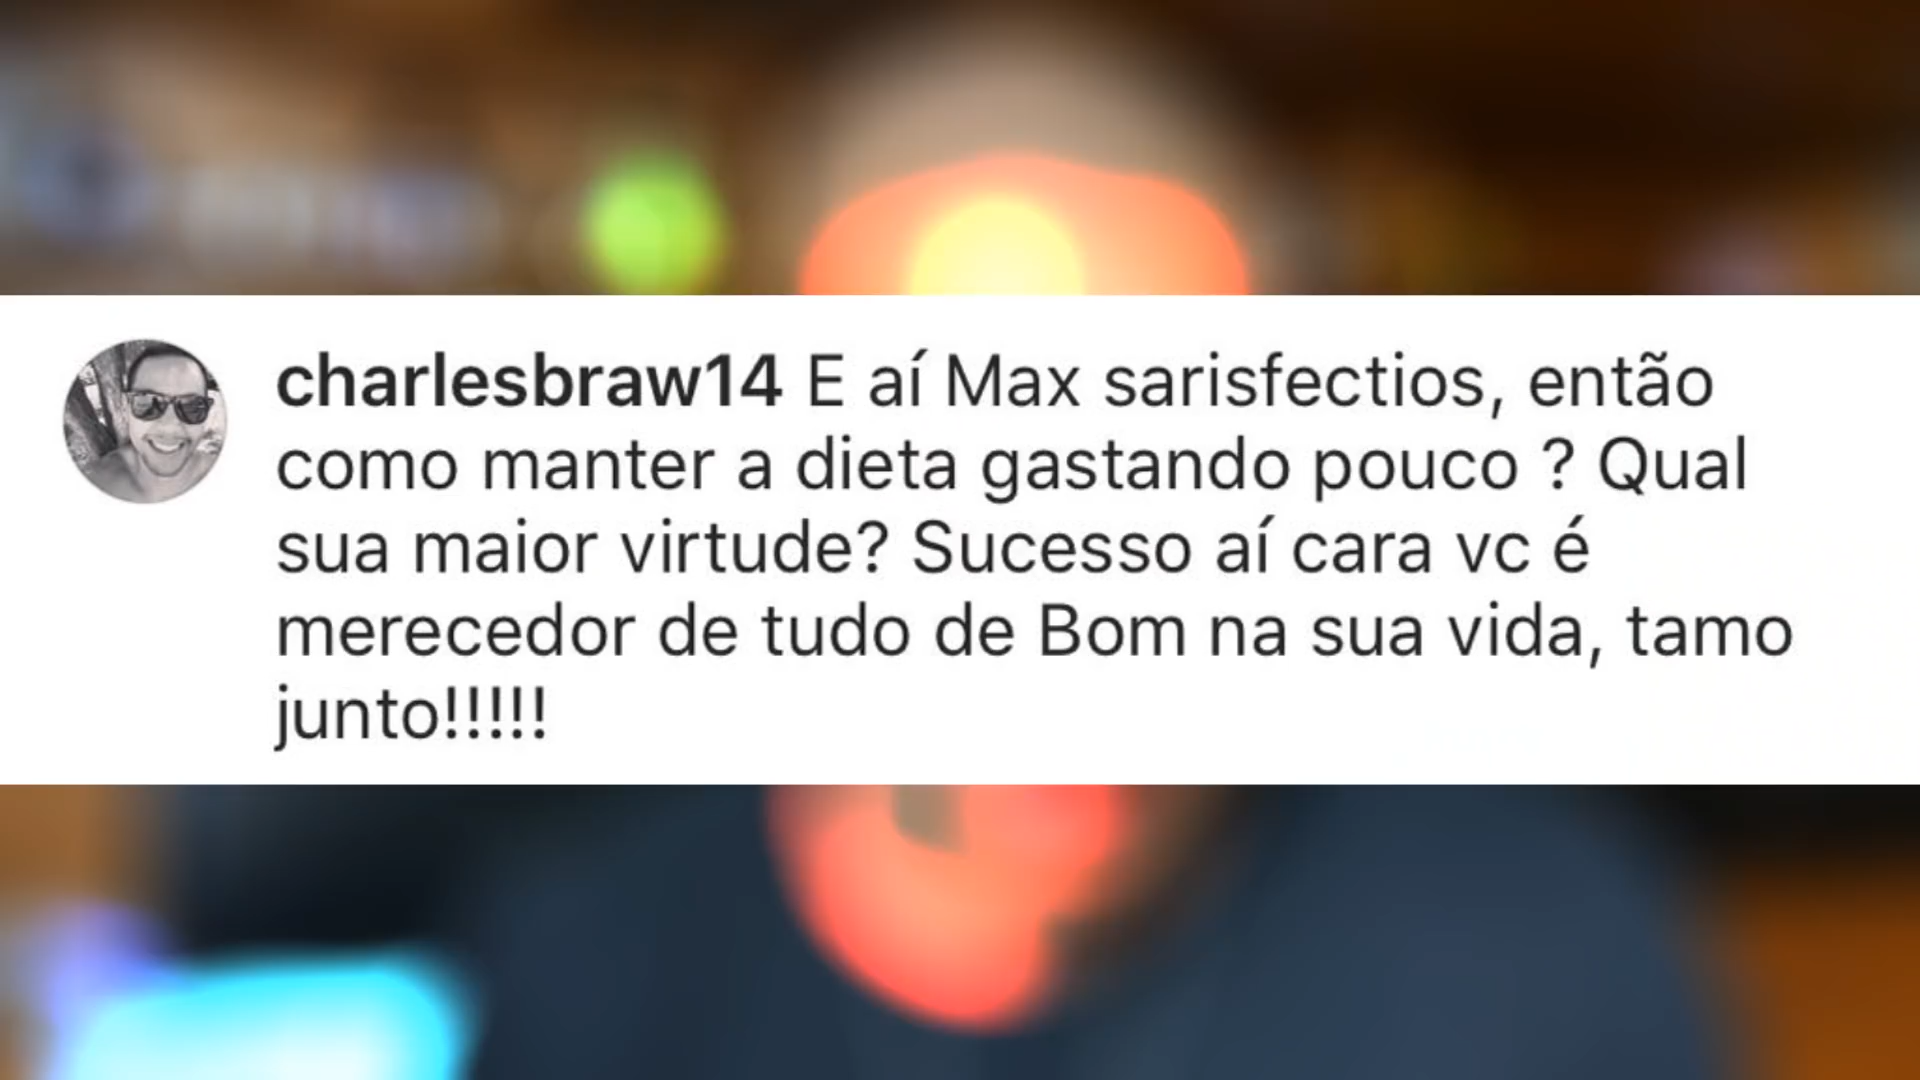 charlesbraw14 E aí Max sarisfectios, então
como manter a dieta gastando pouco ? Qual
sua maior virtude? Sucesso aí cara vc é
merecedor de tudo de Bom na sua vida, tamo
junto!!!!!